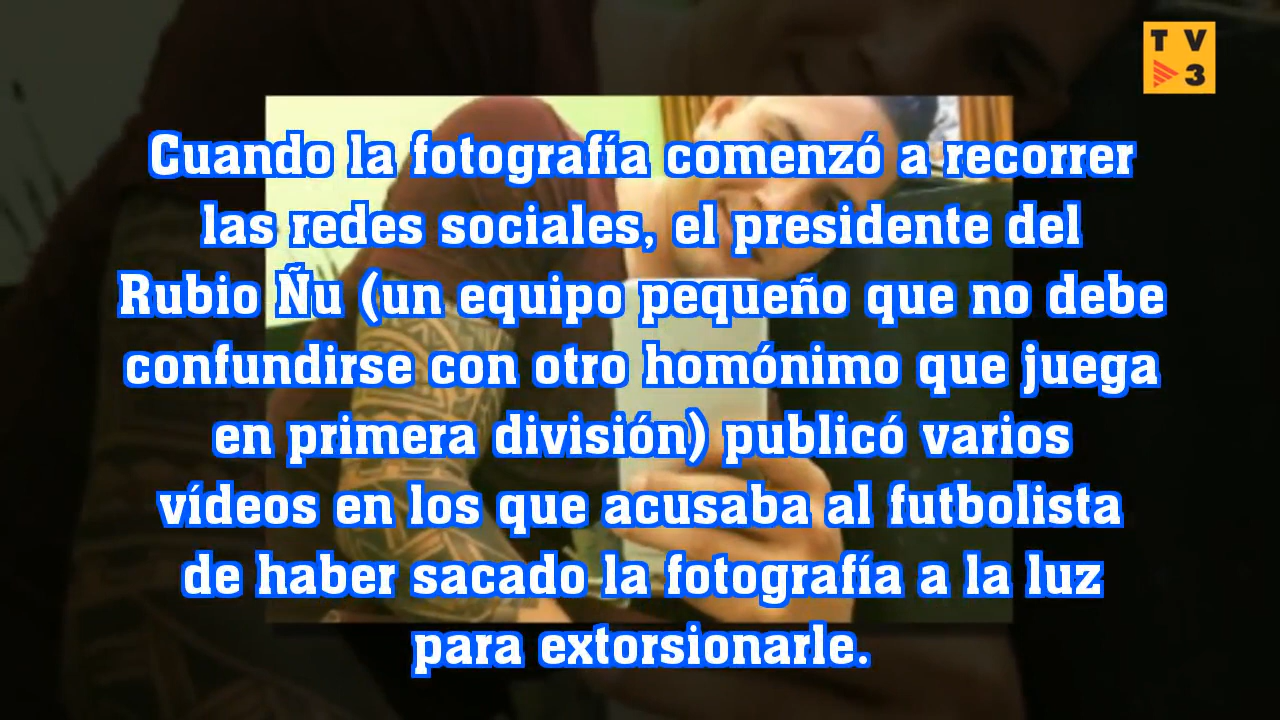 TV
3
Cuando la fotografía comenzó a recorrer
las redes sociales, el presidente del
Rubio Ñu (un equipo pequeño que no debe
confundirse con otro homónimo que juega
en primera división) publicó varios
vídeos en los que acusaba al futbolista
de haber sacado la fotografía a la luz
para extorsionarle.